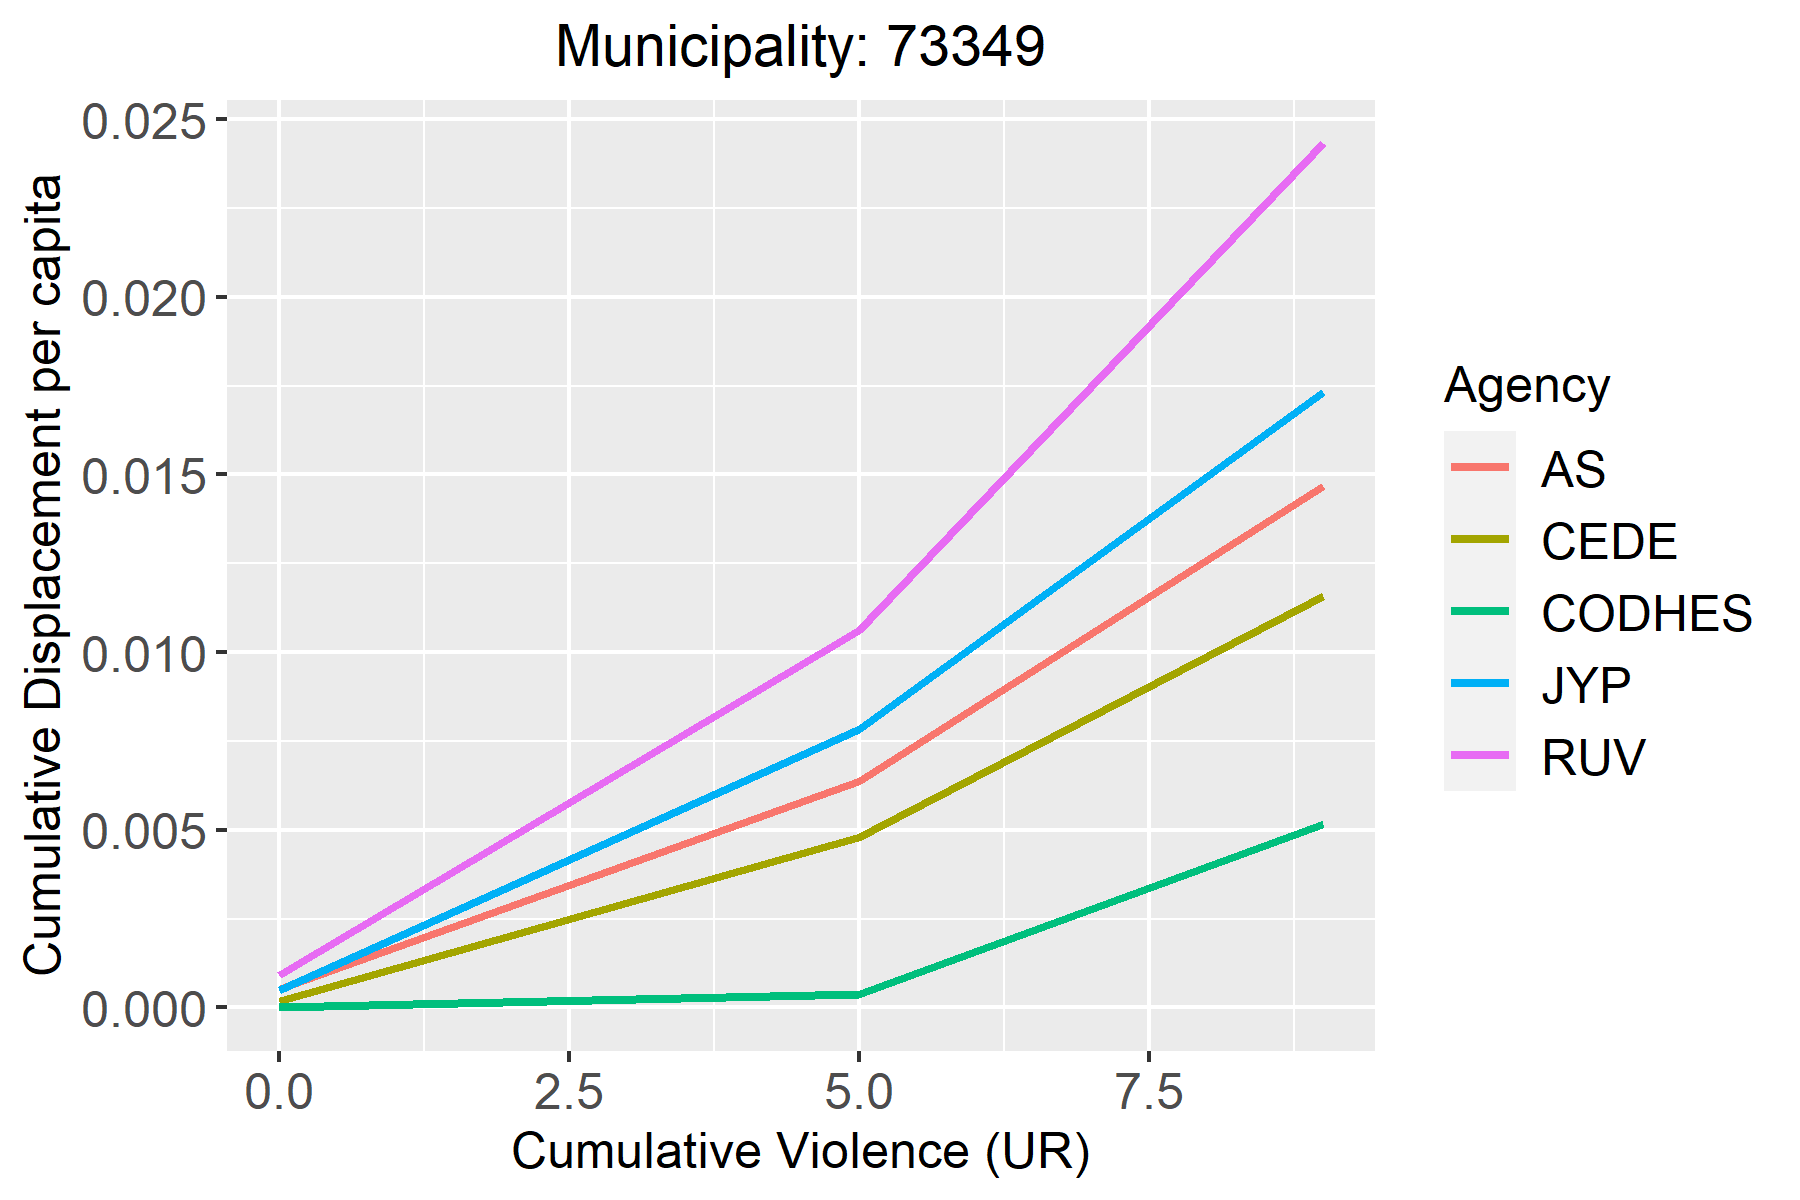 Municipality: 73349
Cumulative Displacement per capita
0.025
0.020
0.015
0.010
0.005
0.000
0.0 2.5 5.0 7.5
Cumulative Violence (UR)
Agency
AS
CEDE
CODHES
JYP
RUV